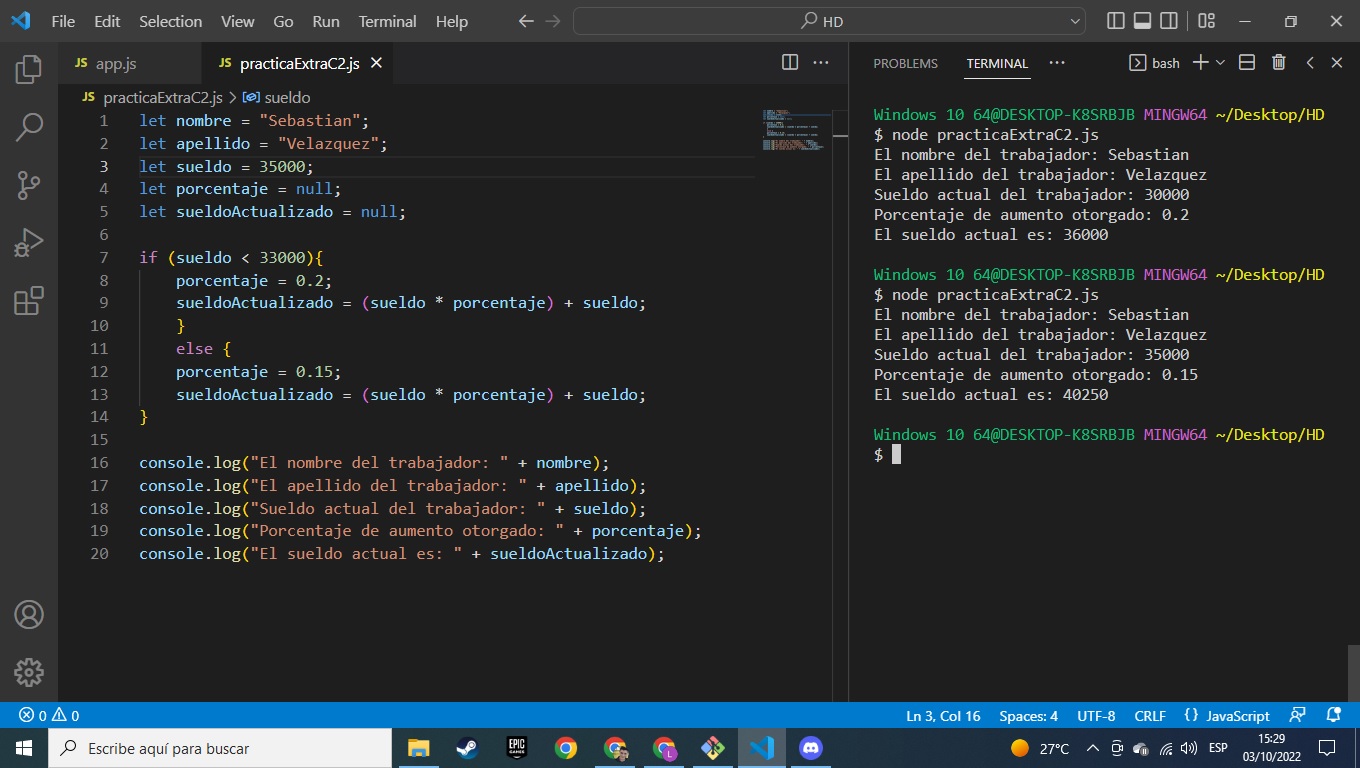 File Edit Selection View Go Run Terminal Help HD
JS app.js JS practicaExtraC2.js
JS practicaExtraC2.js > sueldo
1 let nombre = "Sebastian";
2 let apellido = "Velazquez";
3 let sueldo = 35000;
4 let porcentaje = null;
5 let sueldoActualizado = null;
6
7 if (sueldo < 33000){
8 porcentaje = 0.2;
9 sueldoActualizado = (sueldo * porcentaje) + sueldo;
10 }
11 else {
12 porcentaje = 0.15;
13 sueldoActualizado = (sueldo * porcentaje) + sueldo;
14 }
15
16 console.log("El nombre del trabajador: " + nombre);
17 console.log("El apellido del trabajador: " + apellido);
18 console.log("Sueldo actual del trabajador: " + sueldo);
19 console.log("Porcentaje de aumento otorgado: " + porcentaje);
20 console.log("El sueldo actual es: " + sueldoActualizado);
PROBLEMS TERMINAL ... bash
Windows 10 64@DESKTOP-K8SRBJB MINGW64 ~/Desktop/HD
$ node practicaExtraC2.js
El nombre del trabajador: Sebastian
El apellido del trabajador: Velazquez
Sueldo actual del trabajador: 30000
Porcentaje de aumento otorgado: 0.2
El sueldo actual es: 36000
Windows 10 64@DESKTOP-K8SRBJB MINGW64 ~/Desktop/HD
$ node practicaExtraC2.js
El nombre del trabajador: Sebastian
El apellido del trabajador: Velazquez
Sueldo actual del trabajador: 35000
Porcentaje de aumento otorgado: 0.15
El sueldo actual es: 40250
Windows 10 64@DESKTOP-K8SRBJB MINGW64 ~/Desktop/HD
$
0 0 Ln 3, Col 16 Spaces: 4 UTF-8 CRLF {} JavaScript
Escribe aquí para buscar EPIC GAMES L 27°C ESP 15:29
03/10/2022